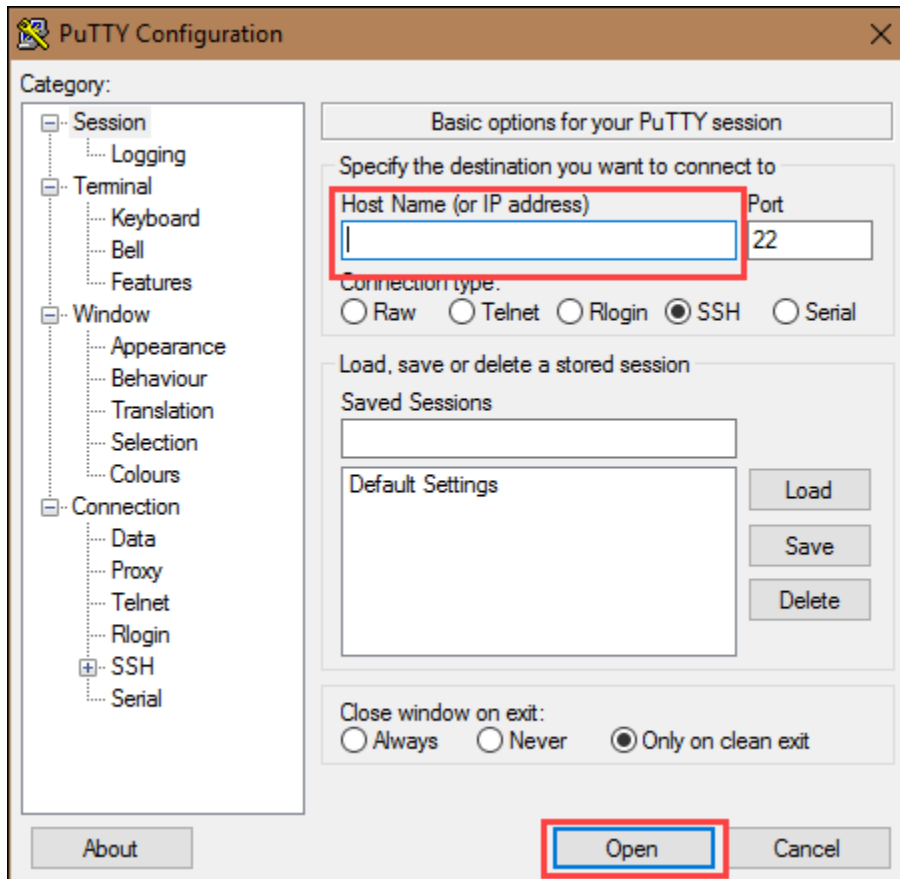 PuTTY Configuration
Category:
Session
Logging
Terminal
Keyboard
Bell
Features
Window
Appearance
Behaviour
Translation
Selection
Colours
Connection
Data
Proxy
Telnet
Rlogin
SSH
Serial
Basic options for your PuTTY session
Specify the destination you want to connect to
Host Name (or IP address) Port
22
Connection type:
Raw Telnet Rlogin SSH Serial
Load, save or delete a stored session
Saved Sessions
Default Settings
Load
Save
Delete
Close window on exit:
Always Never Only on clean exit
About Open Cancel